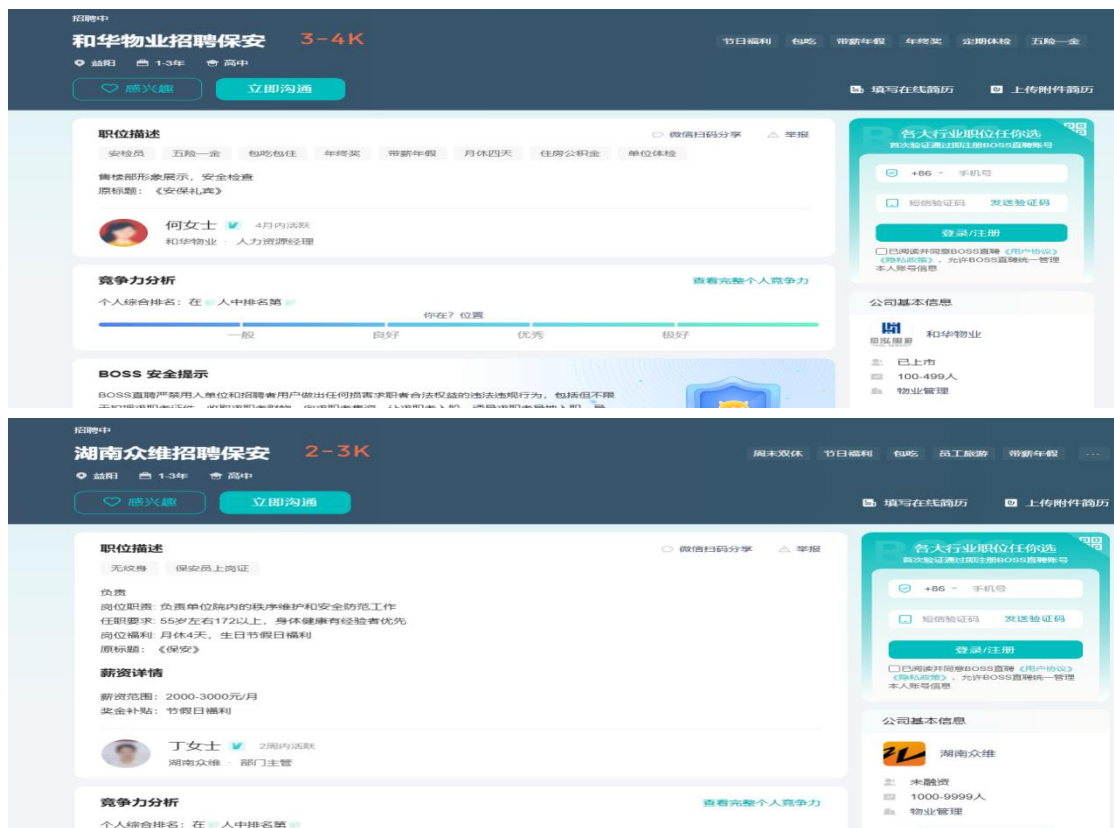 招聘中
和华物业招聘保安 3-4K
节日福利 包吃 带薪年假 年终奖 定期体检 五险一金
益阳 1-3年 高中
感兴趣 立即沟通
填写在线简历 上传附件简历
职位描述
微信扫码分享 举报
安检员 五险一金 包吃包住 年终奖 带薪年假 月休四天 住房公积金 单位体检
售楼部形象展示，安全检查
原标题：《安保礼宾》
何女士 4月内活跃
和华物业 · 人力资源经理
竞争力分析
查看完整个人竞争力
个人综合排名：在 人中排名第
你在? 位置
一般 良好 优秀 极好
BOSS 安全提示
BOSS直聘严禁用人单位和招聘者用户做出任何损害求职者合法权益的违法违规行为，包括但不限
各大行业职位任你选
首次验证通过即注册BOSS直聘账号
+86 手机号
短信验证码 发送验证码
登录/注册
已阅读并同意BOSS直聘《用户协议》
《隐私政策》，允许BOSS直聘统一管理
本人账号信息
公司基本信息
和华物业
已上市
100-499人
物业管理
招聘中
湖南众维招聘保安 2-3K
周末双休 节日福利 包吃 员工旅游 带薪年假 ...
益阳 1-3年 高中
感兴趣 立即沟通
填写在线简历 上传附件简历
职位描述
微信扫码分享 举报
无纹身 保安员上岗证
负责
岗位职责: 负责单位院内的秩序维护和安全防范工作
任职要求: 55岁左右172以上，身体健康有经验者优先
岗位福利: 月休4天，生日节假日福利
原标题：《保安》
薪资详情
薪资范围：2000-3000元/月
奖金补贴：节假日福利
丁女士 2周内活跃
湖南众维 · 部门主管
竞争力分析
查看完整个人竞争力
个人综合排名：在 人中排名第
各大行业职位任你选
首次验证通过即注册BOSS直聘账号
+86 手机号
短信验证码 发送验证码
登录/注册
已阅读并同意BOSS直聘《用户协议》
《隐私政策》，允许BOSS直聘统一管理
本人账号信息
公司基本信息
湖南众维
未融资
1000-9999人
物业管理